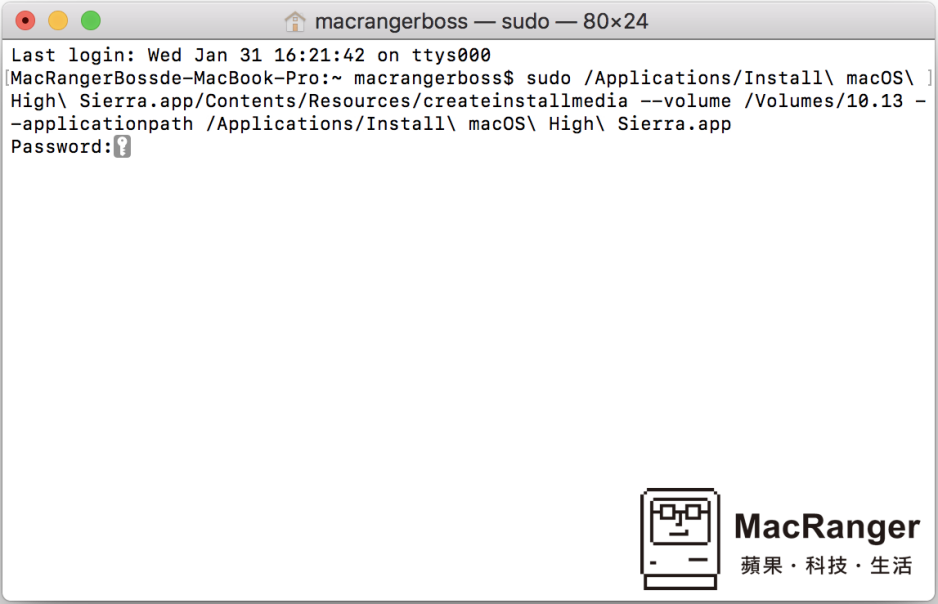 macrangerboss — sudo — 80×24
Last login: Wed Jan 31 16:21:42 on ttys000
[MacRangerBossde-MacBook-Pro:~ macrangerboss$ sudo /Applications/Install\ macOS\ ]
High\ Sierra.app/Contents/Resources/createinstallmedia --volume /Volumes/10.13 -
-applicationpath /Applications/Install\ macOS\ High\ Sierra.app
Password:
MacRanger
蘋果·科技·生活